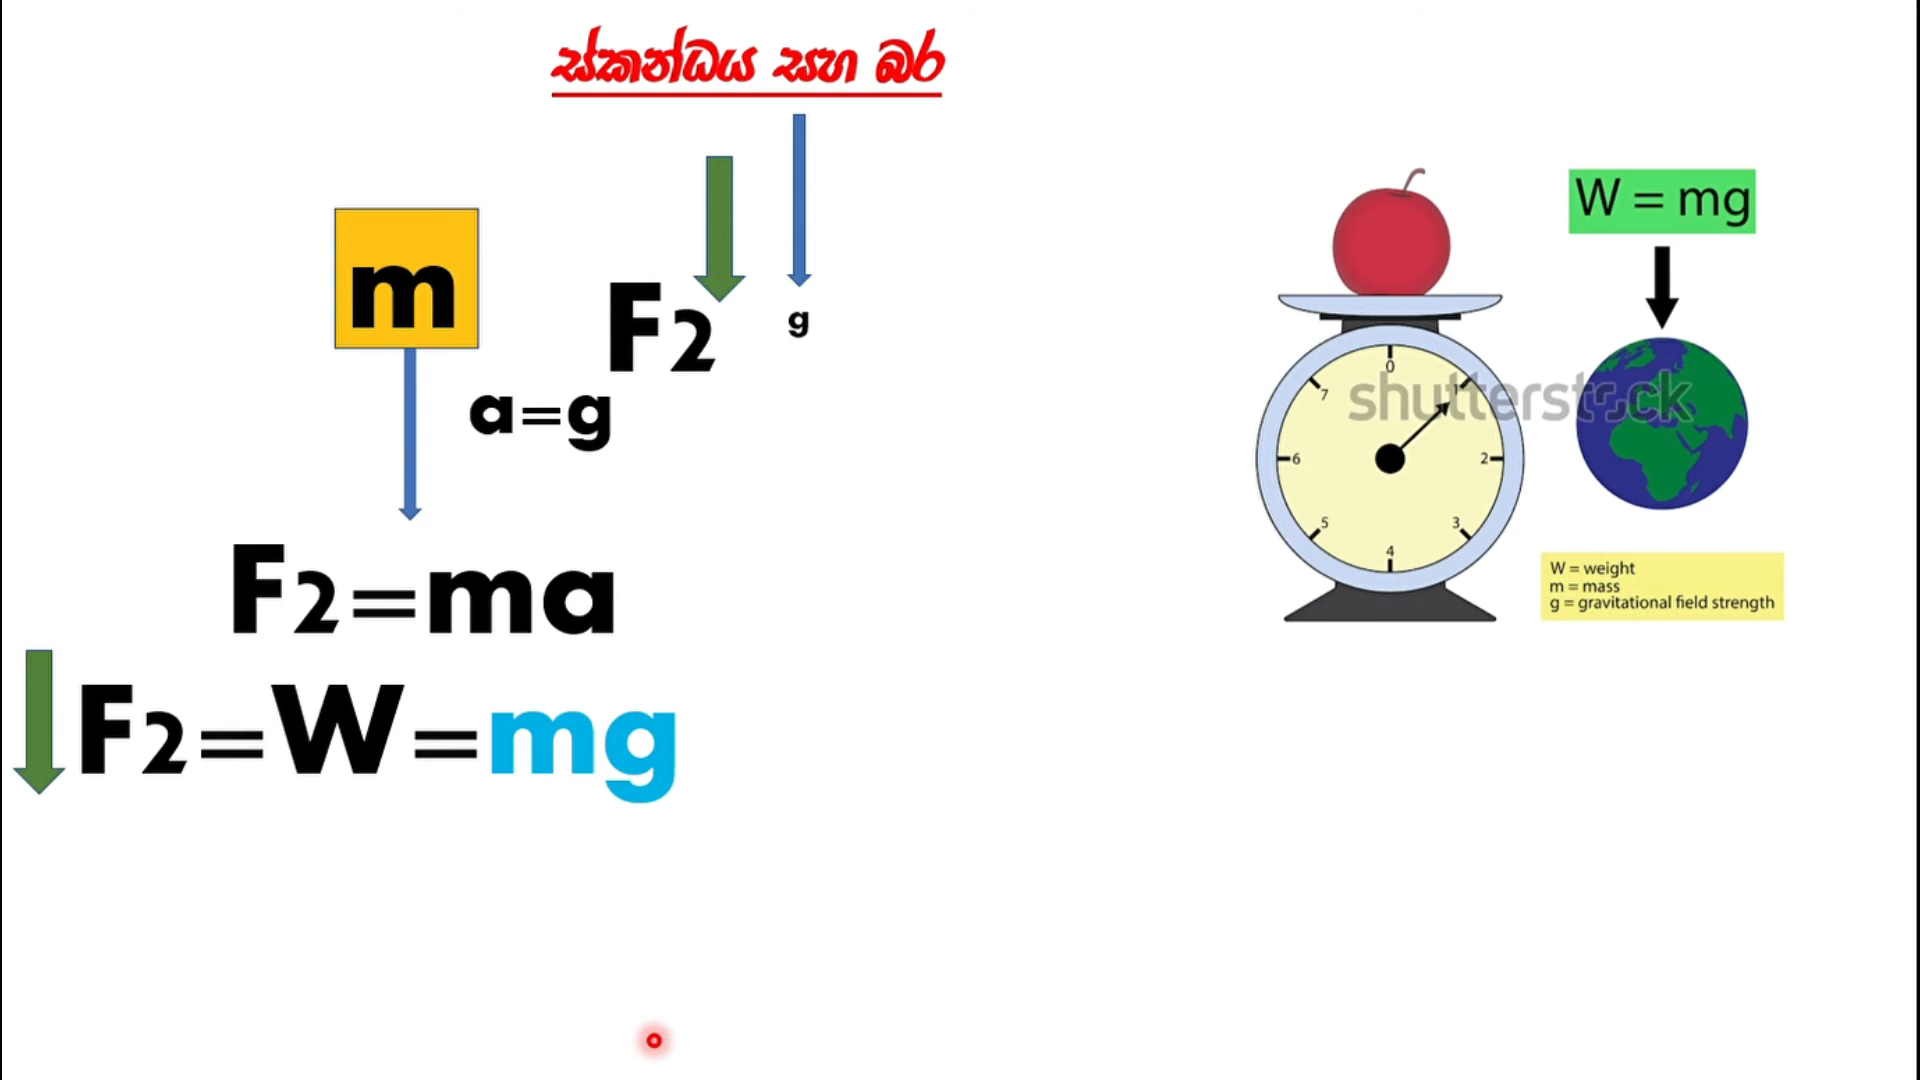 ස්කන්ධය සහ බර
m
F2
g
a=g
F2=ma
F2=W=mg
W = mg
0
1
2
3
4
5
6
7
shutterstock
W = weight
m = mass
g = gravitational field strength